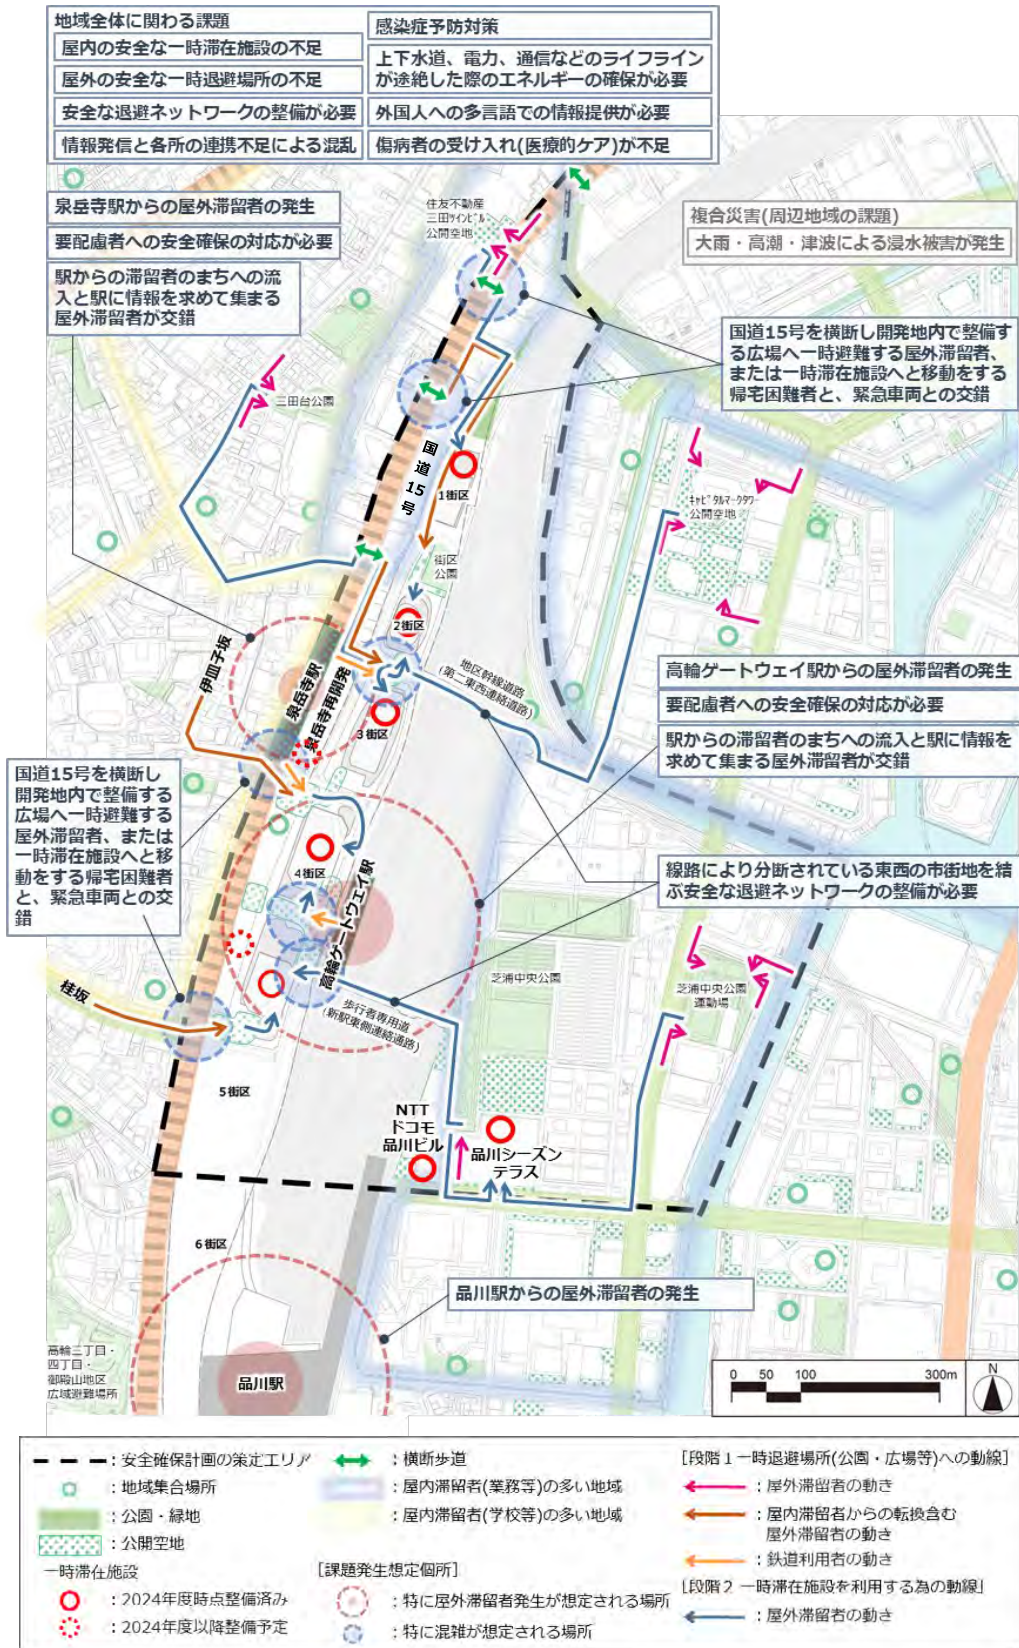 地域全体に関わる課題
屋内の安全な一時滞在施設の不足
屋外の安全な一時退避場所の不足
安全な退避ネットワークの整備が必要
情報発信と各所の連携不足による混乱
感染症予防対策
上下水道、電力、通信などのライフライン
が途絶した際のエネルギーの確保が必要
外国人への多言語での情報提供が必要
傷病者の受け入れ(医療的ケア)が不足
泉岳寺駅からの屋外滞留者の発生
要配慮者への安全確保の対応が必要
駅からの滞留者のまちへの流
入と駅に情報を求めて集まる
屋外滞留者が交錯
住友不動産
三田ツインビル
公開空地
複合災害(周辺地域の課題)
大雨・高潮・津波による浸水被害が発生
国道15号を横断し開発地内で整備す
る広場へ一時避難する屋外滞留者、
または一時滞在施設へと移動をする
帰宅困難者と、緊急車両との交錯
三田台公園
国道15号
1街区
キャピタルマークタワー
公開空地
街区
公園
2街区
伊皿子坂
泉岳寺駅
泉岳寺再開発
地区幹線道路
(第二東西連絡道路)
3街区
高輪ゲートウェイ駅からの屋外滞留者の発生
要配慮者への安全確保の対応が必要
駅からの滞留者のまちへの流入と駅に情報を
求めて集まる屋外滞留者が交錯
国道15号を横断し
開発地内で整備する
広場へ一時避難する
屋外滞留者、または
一時滞在施設へと移
動をする帰宅困難者
と、緊急車両との交
錯
4街区
高輪ゲートウェイ駅
線路により分断されている東西の市街地を結
ぶ安全な退避ネットワークの整備が必要
芝浦中央公園
芝浦中央公園
運動場
桂坂
歩行者専用道
(新駅東側連絡通路)
5街区
NTT
ドコモ
品川ビル
品川シーズン
テラス
6街区
品川駅からの屋外滞留者の発生
高輪三丁目・
四丁目・
御殿山地区
広域避難場所
品川駅
0 50 100 300m
N
：安全確保計画の策定エリア
：地域集合場所
：公園・緑地
：公開空地
一時滞在施設
：2024年度時点整備済み
：2024年度以降整備予定
：横断歩道
：屋内滞留者(業務等)の多い地域
：屋内滞留者(学校等)の多い地域
[課題発生想定個所]
：特に屋外滞留者発生が想定される場所
：特に混雑が想定される場所
[段階1 一時退避場所(公園・広場等)への動線]
：屋外滞留者の動き
：屋内滞留者からの転換含む
屋外滞留者の動き
：鉄道利用者の動き
[段階2 一時滞在施設を利用する為の動線]
：屋外滞留者の動き